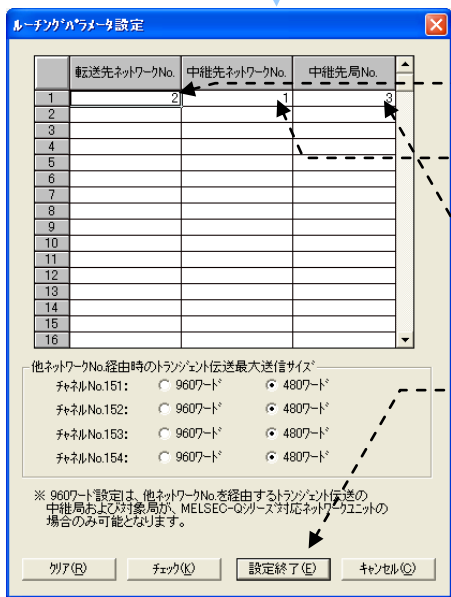 ルーチングパラメータ設定
転送先ネットワークNo. 中継先ネットワークNo. 中継先局No.
1 2 1 3
2
3
4
5
6
7
8
9
10
11
12
13
14
15
16
他ネットワークNo.経由時のトランジェント伝送最大送信サイズ
チャネルNo.151: 960ワード 480ワード
チャネルNo.152: 960ワード 480ワード
チャネルNo.153: 960ワード 480ワード
チャネルNo.154: 960ワード 480ワード
※ 960ワード設定は、他ネットワークNo.を経由するトランジェント伝送の
中継局および対象局が、MELSEC-Qシリーズ対応ネットワークユニットの
場合のみ可能となります。
クリア(R) チェック(K) 設定終了(E) キャンセル(C)